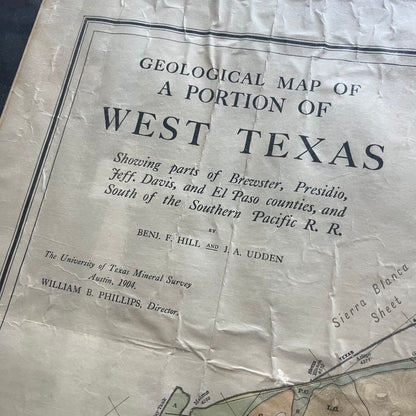 GEOLOGICAL MAP OF
A PORTION OF
WEST TEXAS
Showing parts of Brewster, Presidio,
Jeff. Davis, and El Paso counties, and
South of the Southern Pacific R. R.
BY
BENJ. F. HILL AND J. A. UDDEN
The University of Texas Mineral Survey
Austin, 1904.
WILLIAM B. PHILLIPS, Director.
Sierra Blanca
Sheet
TEXAS